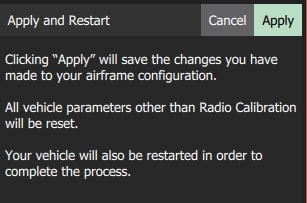 Apply and Restart Cancel Apply
Clicking “Apply” will save the changes you have
made to your airframe configuration.
All vehicle parameters other than Radio Calibration
will be reset.
Your vehicle will also be restarted in order to
complete the process.